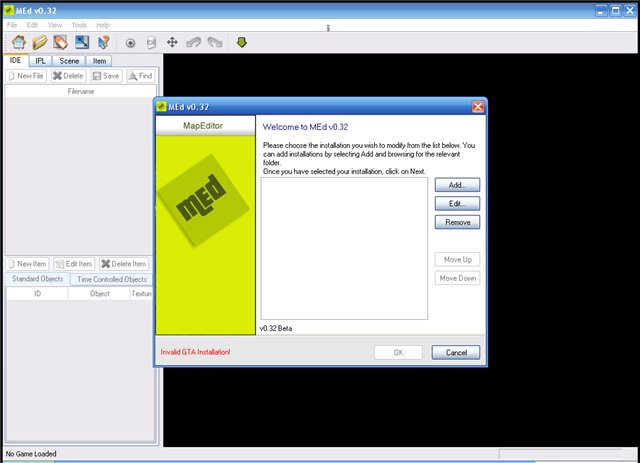 MEd v0.32
File Edit View Tools Help
IDE
IDE IPL Scene Item
New File Delete Save Find
Filename
New Item Edit Item Delete Item
Standard Objects Time Controlled Objects
ID Object Texture
MEd v0.32
MapEditor
MEd
Welcome to MEd v0.32
Please choose the installation you wish to modify from the list below. You
can add installations by selecting Add and browsing for the relevant
folder.
Once you have selected your installation, click on Next.
Add...
Edit...
Remove
Move Up
Move Down
v0.32 Beta
Invalid GTA Installation!
OK Cancel
No Game Loaded